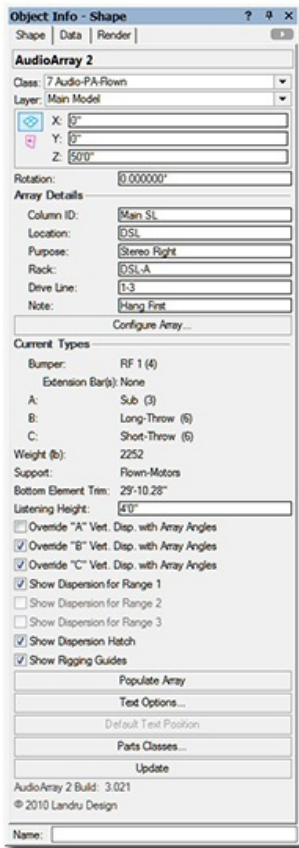 Object Info - Shape
Shape Data Render
AudioArray 2
Class: 7 Audio-PA-Flown
Layer: Main Model
X: 0"
Y: 0"
Z: 50'0"
Rotation: 0.000000°
Array Details
Column ID: Main SL
Location: DSL
Purpose: Stereo Right
Rack: DSL-A
Drive Line: 1-3
Note: Hang First
Configure Array...
Current Types
Bumper: RF 1 (4)
Extension Bar(s): None
A: Sub (3)
B: Long-Throw (6)
C: Short-Throw (6)
Weight (lb): 2252
Support: Flown-Motors
Bottom Element Trim: 29'-10.28"
Listening Height: 4'0"
Override "A" Vert. Disp. with Array Angles
Override "B" Vert. Disp. with Array Angles
Override "C" Vert. Disp. with Array Angles
Show Dispersion for Range 1
Show Dispersion for Range 2
Show Dispersion for Range 3
Show Dispersion Hatch
Show Rigging Guides
Populate Array
Text Options...
Default Text Position
Parts Classes...
Update
AudioArray 2 Build: 3.021
© 2010 Landru Design
Name: